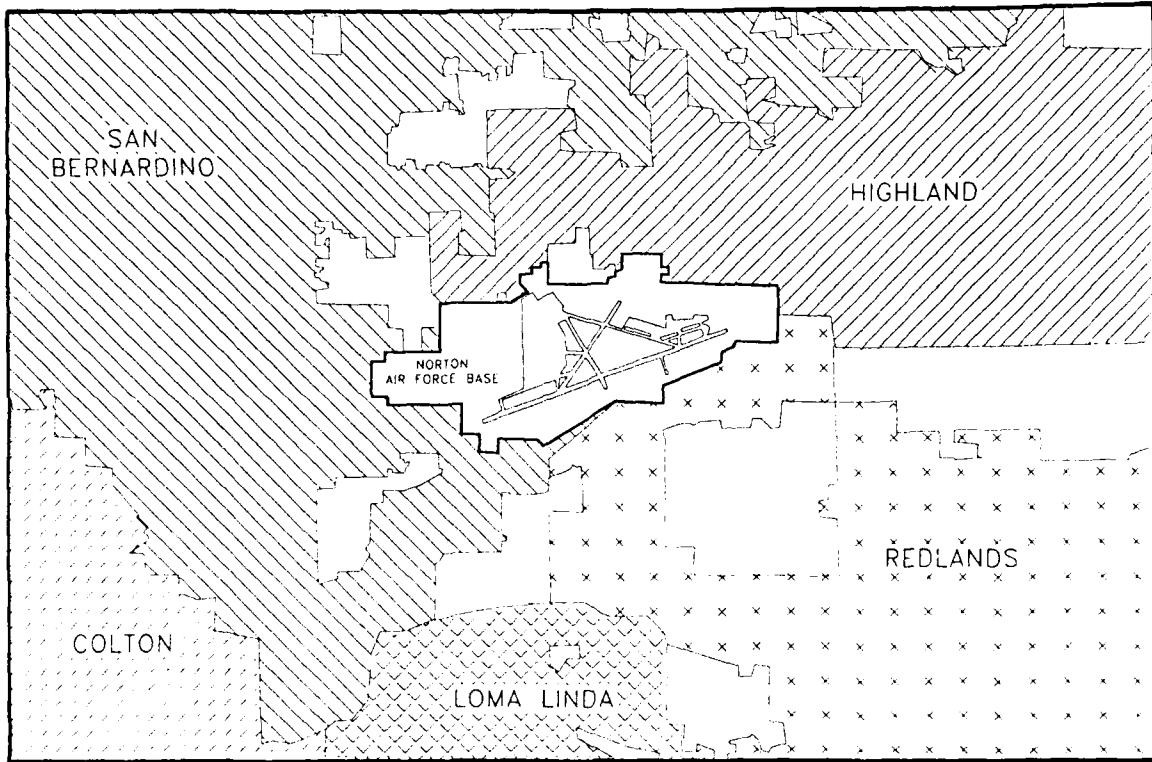 SAN
BERNARDINO
HIGHLAND
NORTON
AIR FORCE BASE
REDLANDS
COLTON
LOMA LINDA